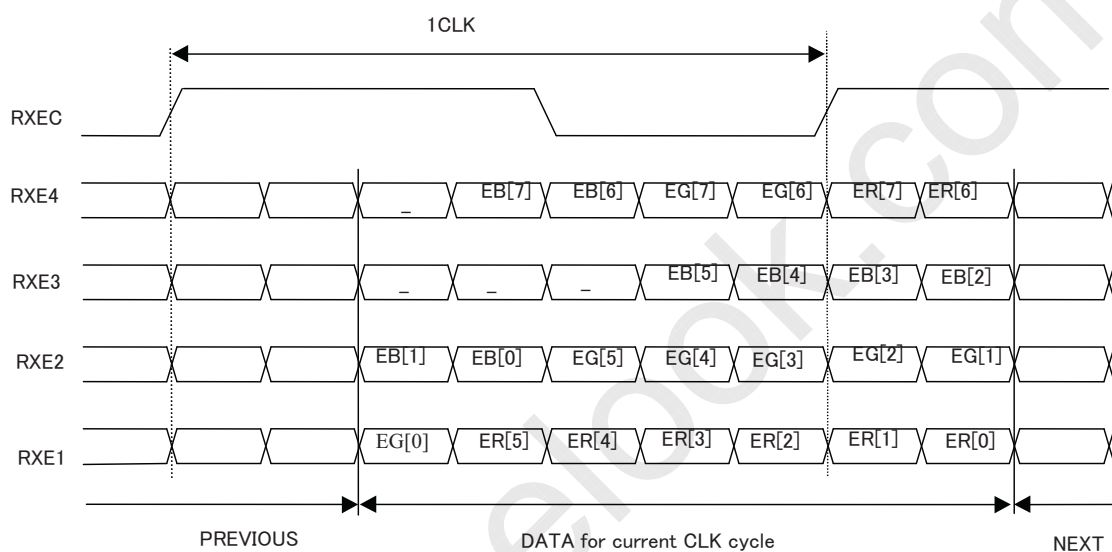 1CLK
RXEC
RXE4 _ EB[7] EB[6] EG[7] EG[6] ER[7] ER[6]
RXE3 _ _ _ EB[5] EB[4] EB[3] EB[2]
RXE2 EB[1] EB[0] EG[5] EG[4] EG[3] EG[2] EG[1]
RXE1 EG[0] ER[5] ER[4] ER[3] ER[2] ER[1] ER[0]
PREVIOUS DATA for current CLK cycle NEXT
elook.com